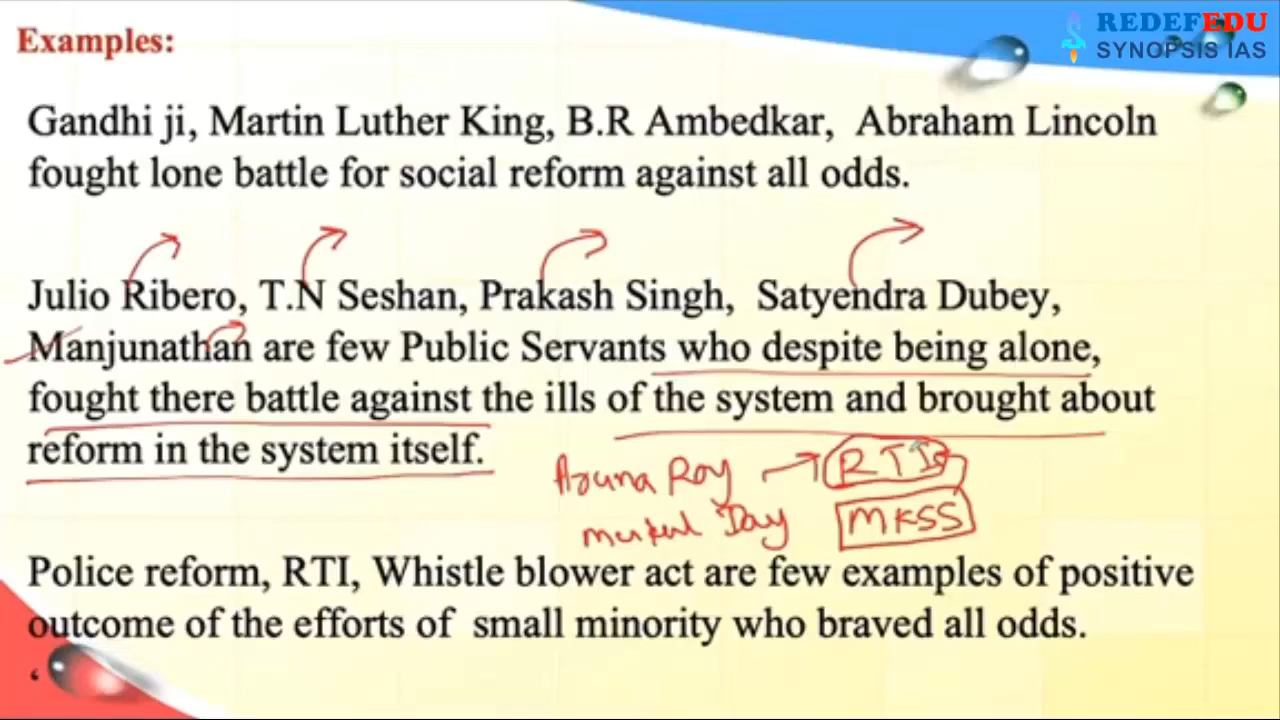 REDEFEDU
SYNOPSIS IAS
Examples:
Gandhi ji, Martin Luther King, B.R Ambedkar, Abraham Lincoln
fought lone battle for social reform against all odds.
Julio Ribero, T.N Seshan, Prakash Singh, Satyendra Dubey,
Manjunathan are few Public Servants who despite being alone,
fought there battle against the ills of the system and brought about
reform in the system itself.
Aruna Roy RTI
Day MKSS
Police reform, RTI, Whistle blower act are few examples of positive
outcome of the efforts of small minority who braved all odds.
‘